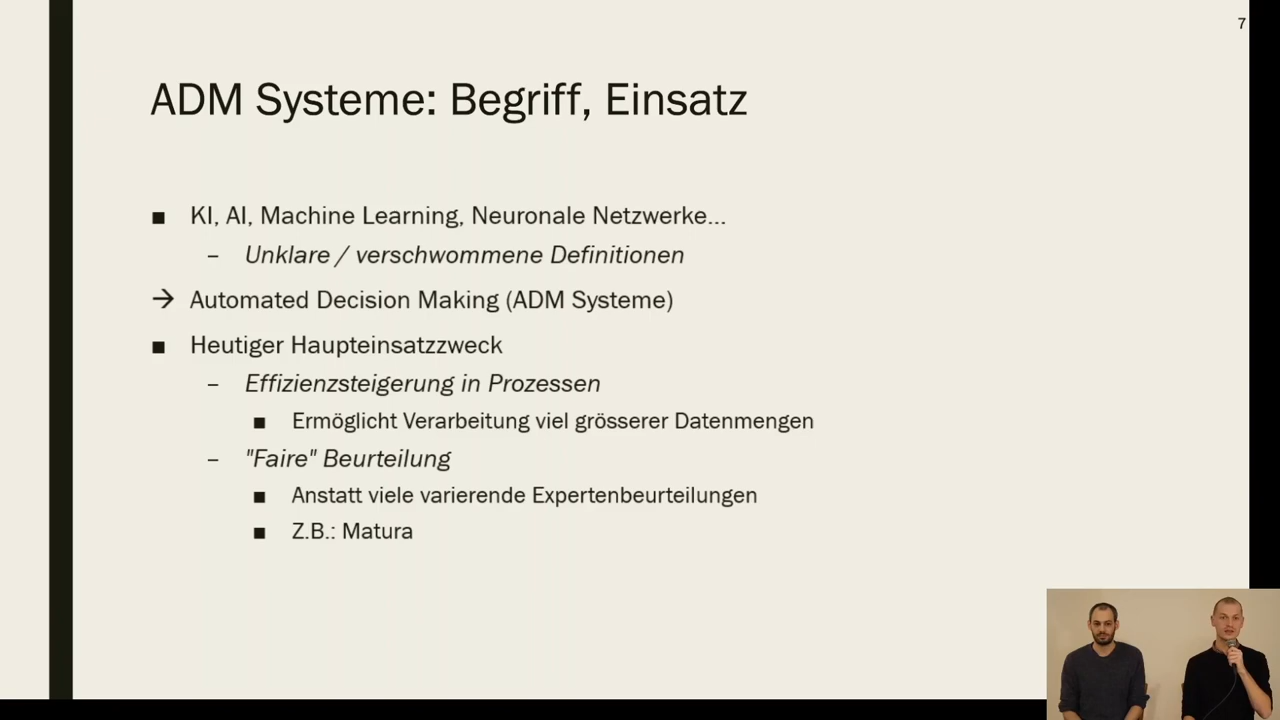 7
ADM Systeme: Begriff, Einsatz
■ KI, AI, Machine Learning, Neuronale Netzwerke...
– Unklare / verschwommene Definitionen
→ Automated Decision Making (ADM Systeme)
■ Heutiger Haupteinsatzzweck
– Effizienzsteigerung in Prozessen
■ Ermöglicht Verarbeitung viel grösserer Datenmengen
– "Faire" Beurteilung
■ Anstatt viele varierende Expertenbeurteilungen
■ Z.B.: Matura